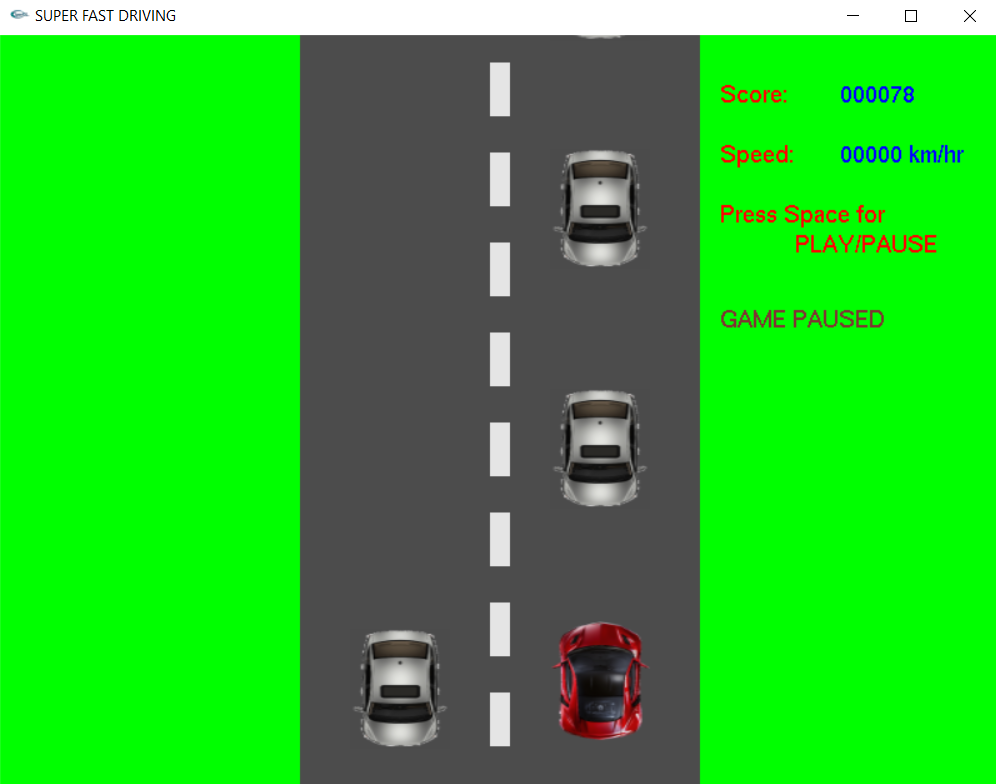 SUPER FAST DRIVING
Score: 000078
Speed: 00000 km/hr
Press Space for
PLAY/PAUSE
GAME PAUSED